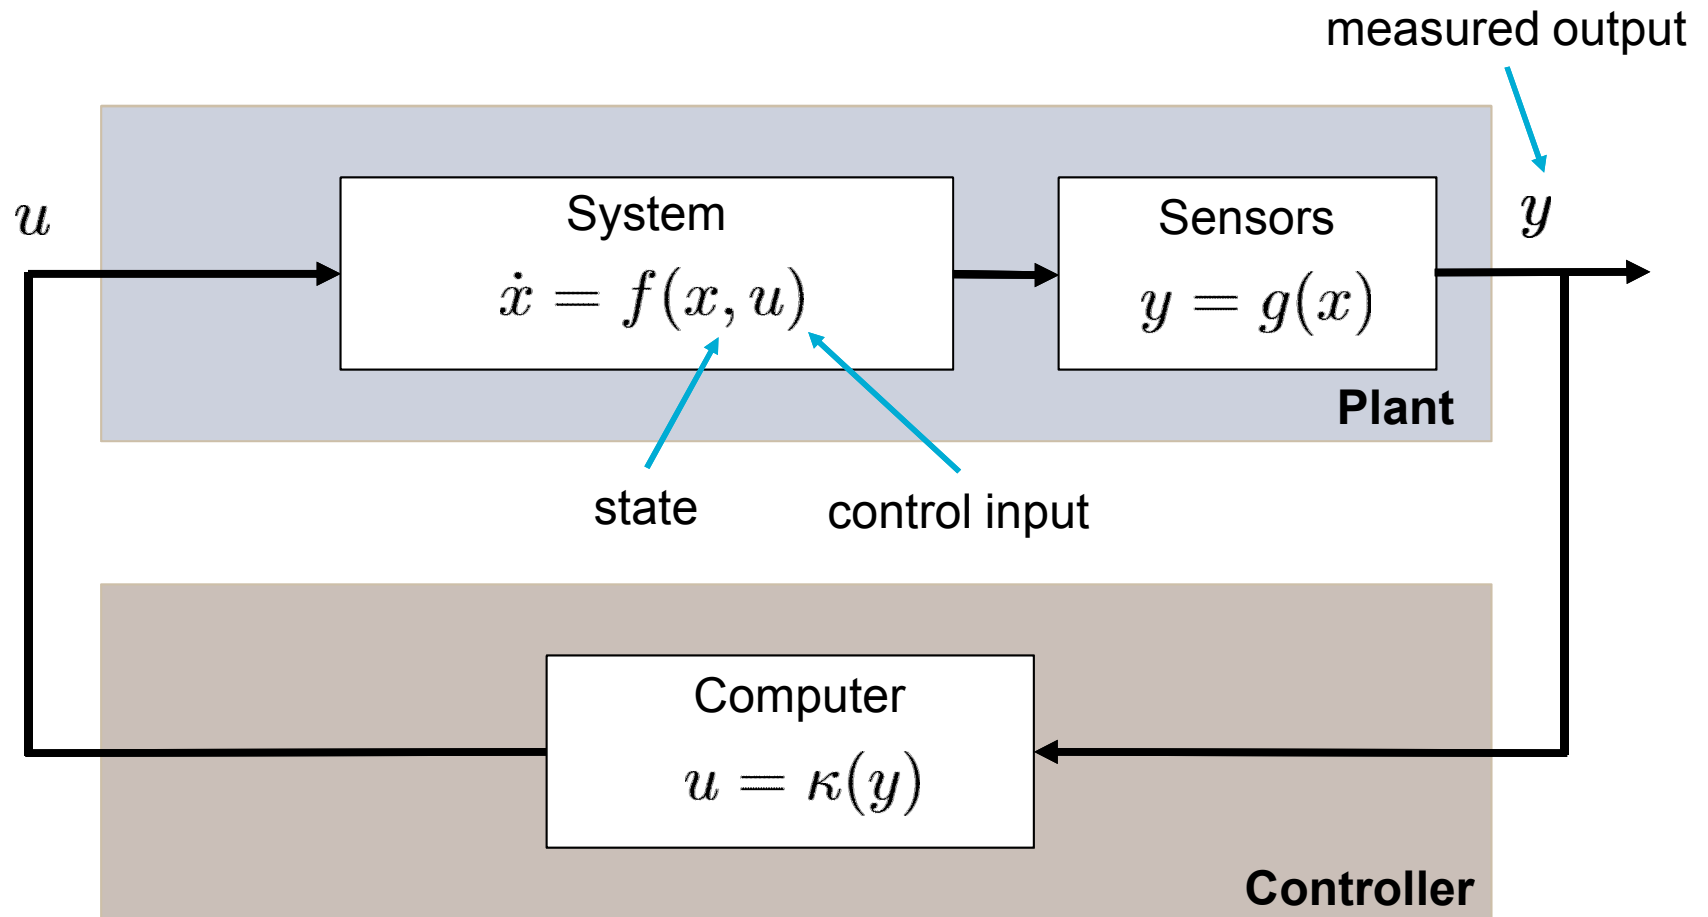 measured output
u
System
ẋ = f(x, u)
Sensors
y = g(x)
y
Plant
state
control input
Computer
u = κ(y)
Controller